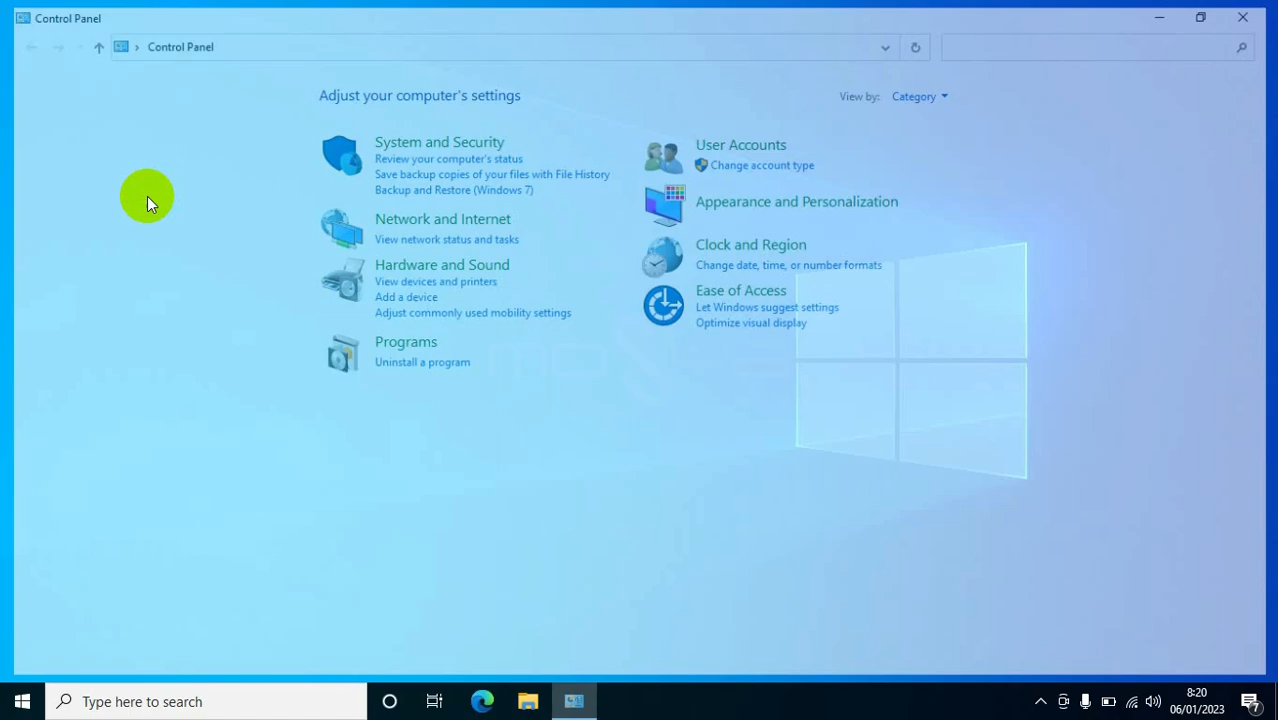 Control Panel
Control Panel
Adjust your computer's settings
View by: Category
System and Security
Review your computer's status
Save backup copies of your files with File History
Backup and Restore (Windows 7)
Network and Internet
View network status and tasks
Hardware and Sound
View devices and printers
Add a device
Adjust commonly used mobility settings
Programs
Uninstall a program
User Accounts
Change account type
Appearance and Personalization
Clock and Region
Change date, time, or number formats
Ease of Access
Let Windows suggest settings
Optimize visual display
Type here to search
8:20
06/01/2023
7